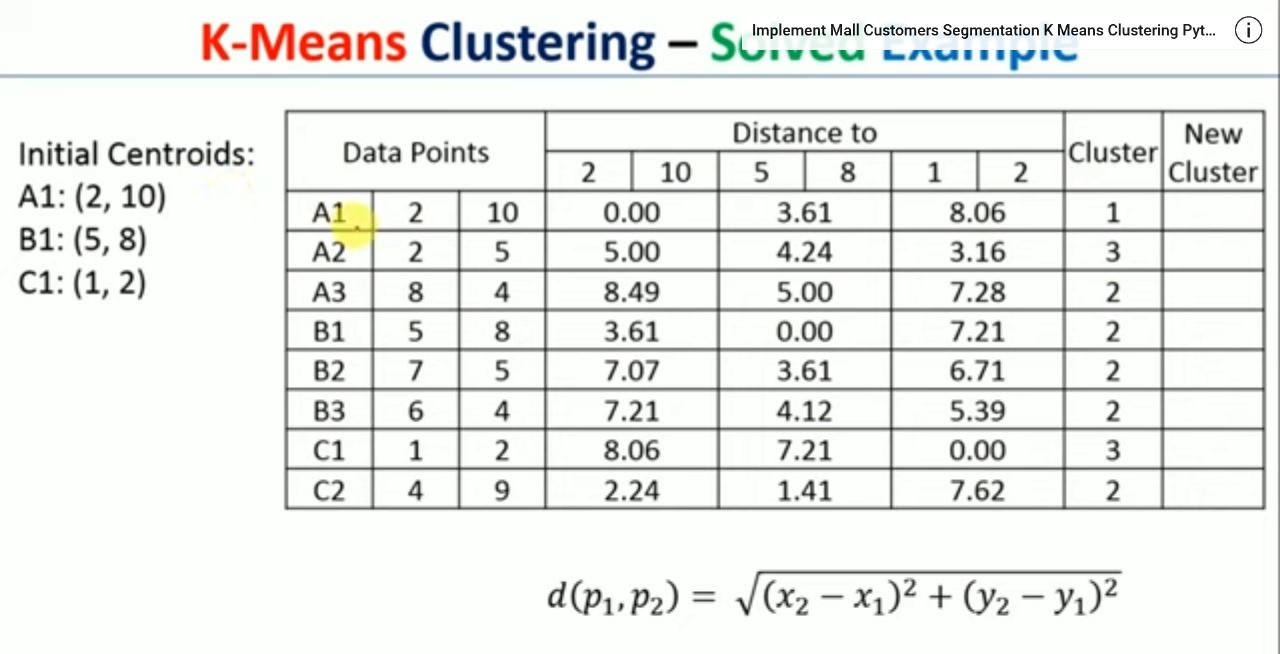 K-Means Clustering – Solved Example
Implement Mall Customers Segmentation K Means Clustering Pyt...
Initial Centroids:
A1: (2, 10)
B1: (5, 8)
C1: (1, 2)
Data Points Distance to Cluster New Cluster
2 10 5 8 1 2
A1 2 10 0.00 3.61 8.06 1
A2 2 5 5.00 4.24 3.16 3
A3 8 4 8.49 5.00 7.28 2
B1 5 8 3.61 0.00 7.21 2
B2 7 5 7.07 3.61 6.71 2
B3 6 4 7.21 4.12 5.39 2
C1 1 2 8.06 7.21 0.00 3
C2 4 9 2.24 1.41 7.62 2
d(p₁, p₂) = √(x₂ − x₁)² + (y₂ − y₁)²